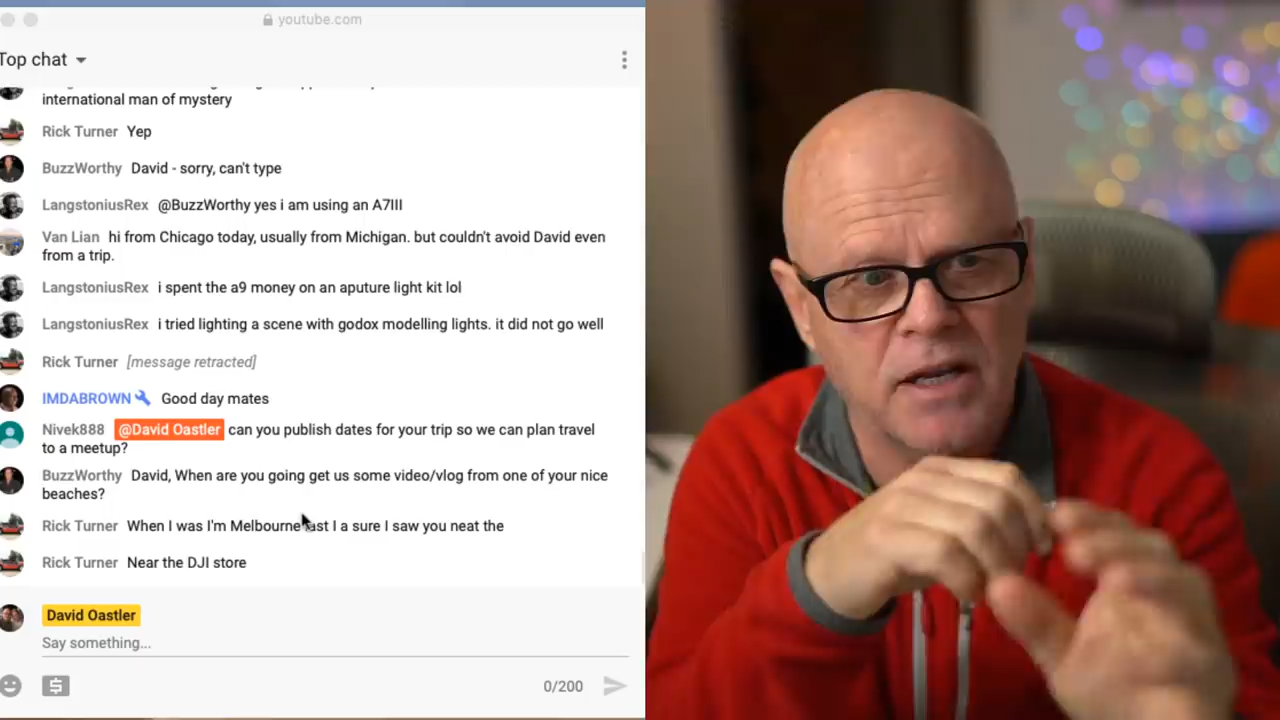 youtube.com
Top chat
international man of mystery
Rick Turner Yep
BuzzWorthy David - sorry, can't type
LangstoniusRex @BuzzWorthy yes i am using an A7III
Van Lian hi from Chicago today, usually from Michigan. but couldn't avoid David even
from a trip.
LangstoniusRex i spent the a9 money on an aputure light kit lol
LangstoniusRex i tried lighting a scene with godox modelling lights. it did not go well
Rick Turner [message retracted]
IMDABROWN Good day mates
Nivek888 @David Oastler can you publish dates for your trip so we can plan travel
to a meetup?
BuzzWorthy David, When are you going get us some video/vlog from one of your nice
beaches?
Rick Turner When I was I'm Melbourne last I a sure I saw you neat the
Rick Turner Near the DJI store
David Oastler
Say something...
0/200